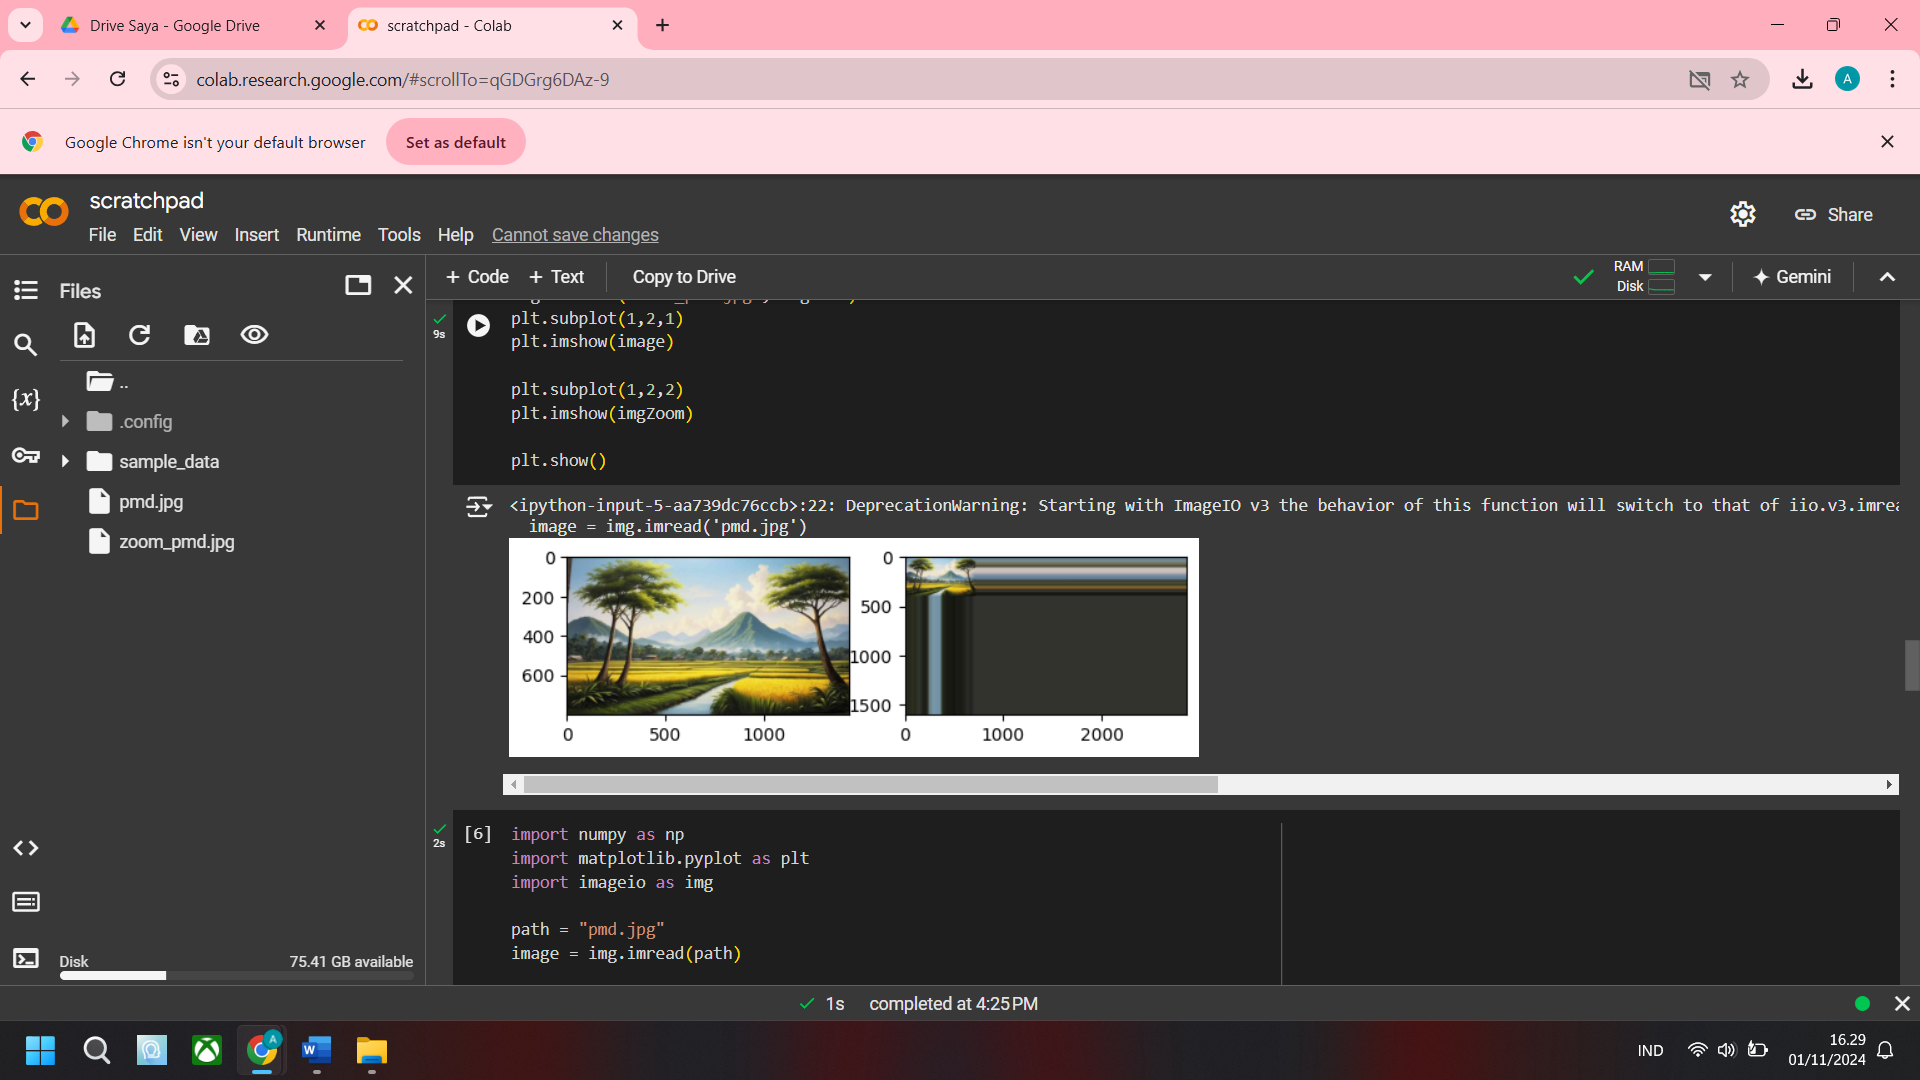 Drive Saya - Google Drive
scratchpad - Colab
colab.research.google.com/#scrollTo=qGDGrg6DAz-9
A
Google Chrome isn't your default browser
Set as default
scratchpad
File Edit View Insert Runtime Tools Help Cannot save changes
Share
Files
+ Code + Text Copy to Drive
RAM
Disk
Gemini
..
.config
sample_data
pmd.jpg
zoom_pmd.jpg
Disk 75.41 GB available
9s
plt.subplot(1,2,1)
plt.imshow(image)
plt.subplot(1,2,2)
plt.imshow(imgZoom)
plt.show()
<ipython-input-5-aa739dc76ccb>:22: DeprecationWarning: Starting with ImageIO v3 the behavior of this function will switch to that of iio.v3.imrea
image = img.imread('pmd.jpg')
0
200
400
600
0 500 1000
0
500
1000
1500
0 1000 2000
2s
[6]
import numpy as np
import matplotlib.pyplot as plt
import imageio as img
path = "pmd.jpg"
image = img.imread(path)
1s completed at 4:25 PM
A
W
IND
16.29
01/11/2024